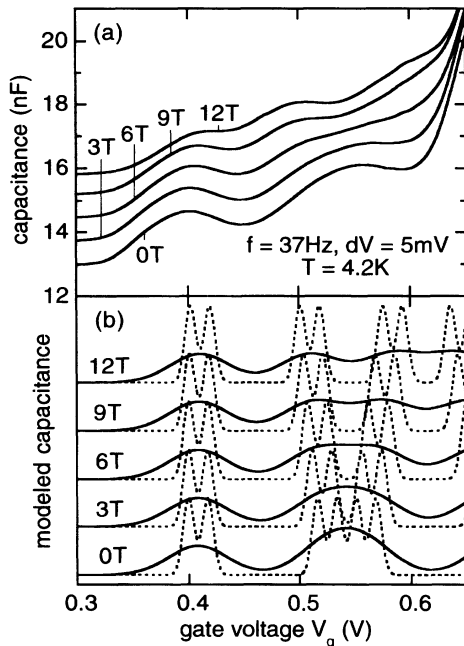 (a)
20
18
16
14
12
capacitance (nF)
3T
6T
9T
12T
0T
f = 37Hz, dV = 5mV
T = 4.2K
(b)
12T
9T
6T
3T
0T
modeled capacitance
0.3 0.4 0.5 0.6
gate voltage Vg (V)